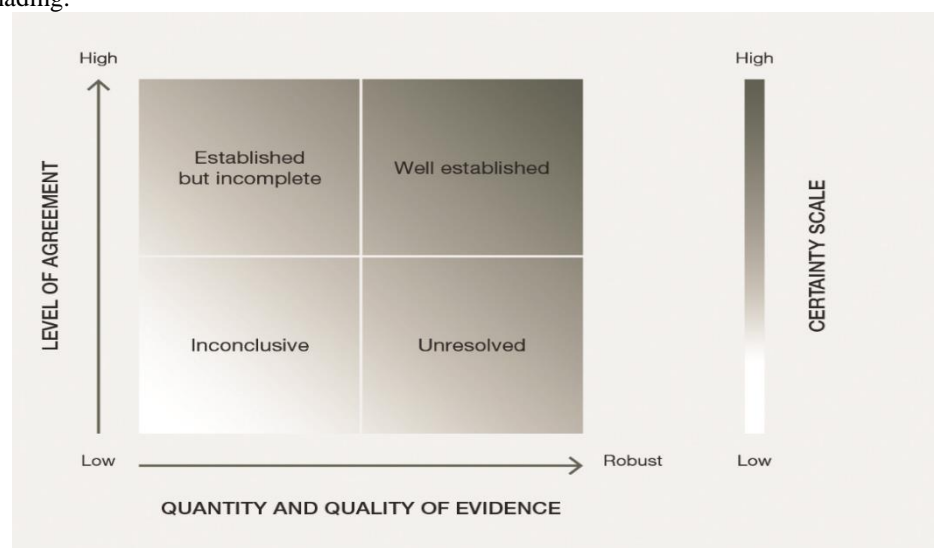 nading.
High
High
Established
but incomplete
Well established
LEVEL OF AGREEMENT
CERTAINTY SCALE
Inconclusive
Unresolved
Low
Robust
Low
QUANTITY AND QUALITY OF EVIDENCE